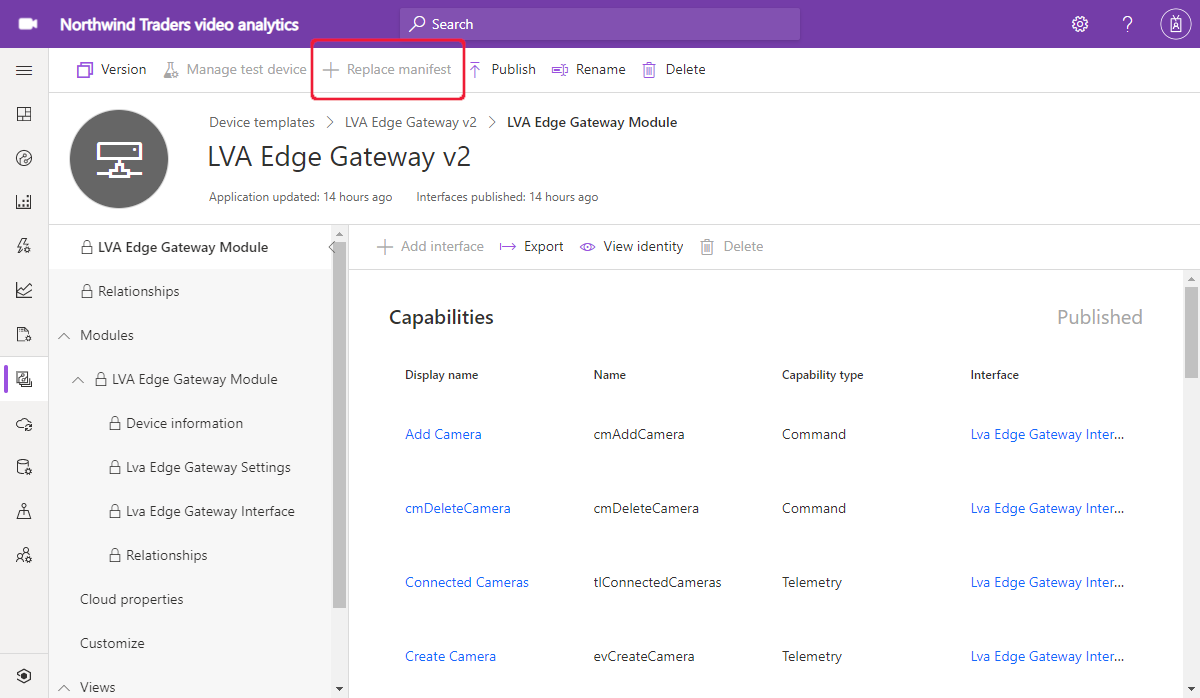 Northwind Traders video analytics
Search
Version
Manage test device
Replace manifest
Publish
Rename
Delete
Device templates > LVA Edge Gateway v2 > LVA Edge Gateway Module
LVA Edge Gateway v2
Application updated: 14 hours ago
Interfaces published: 14 hours ago
LVA Edge Gateway Module
Relationships
Modules
LVA Edge Gateway Module
Device information
Lva Edge Gateway Settings
Lva Edge Gateway Interface
Relationships
Cloud properties
Customize
Views
Add interface
Export
View identity
Delete
Capabilities
Published
Display name Name Capability type Interface
Add Camera cmAddCamera Command Lva Edge Gateway Inter...
cmDeleteCamera cmDeleteCamera Command Lva Edge Gateway Inter...
Connected Cameras tlConnectedCameras Telemetry Lva Edge Gateway Inter...
Create Camera evCreateCamera Telemetry Lva Edge Gateway Inter...